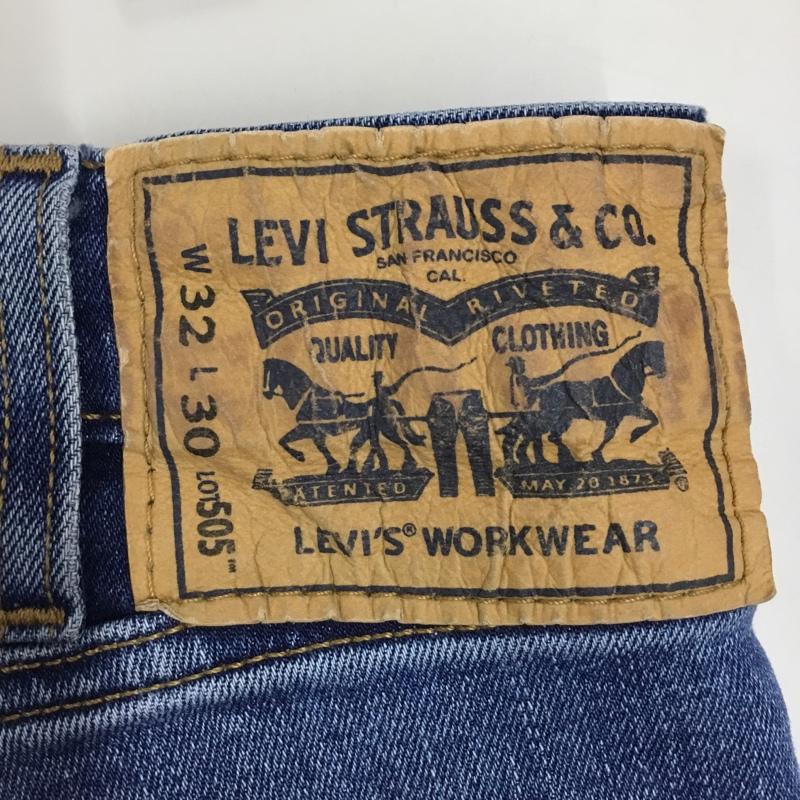 LEVI STRAUSS & CO.
SAN FRANCISCO
CAL.
ORIGINAL RIVETED
QUALITY CLOTHING
PATENTED MAY 20 1873
LEVI'S® WORKWEAR
W 32 L 30 LOT 505™